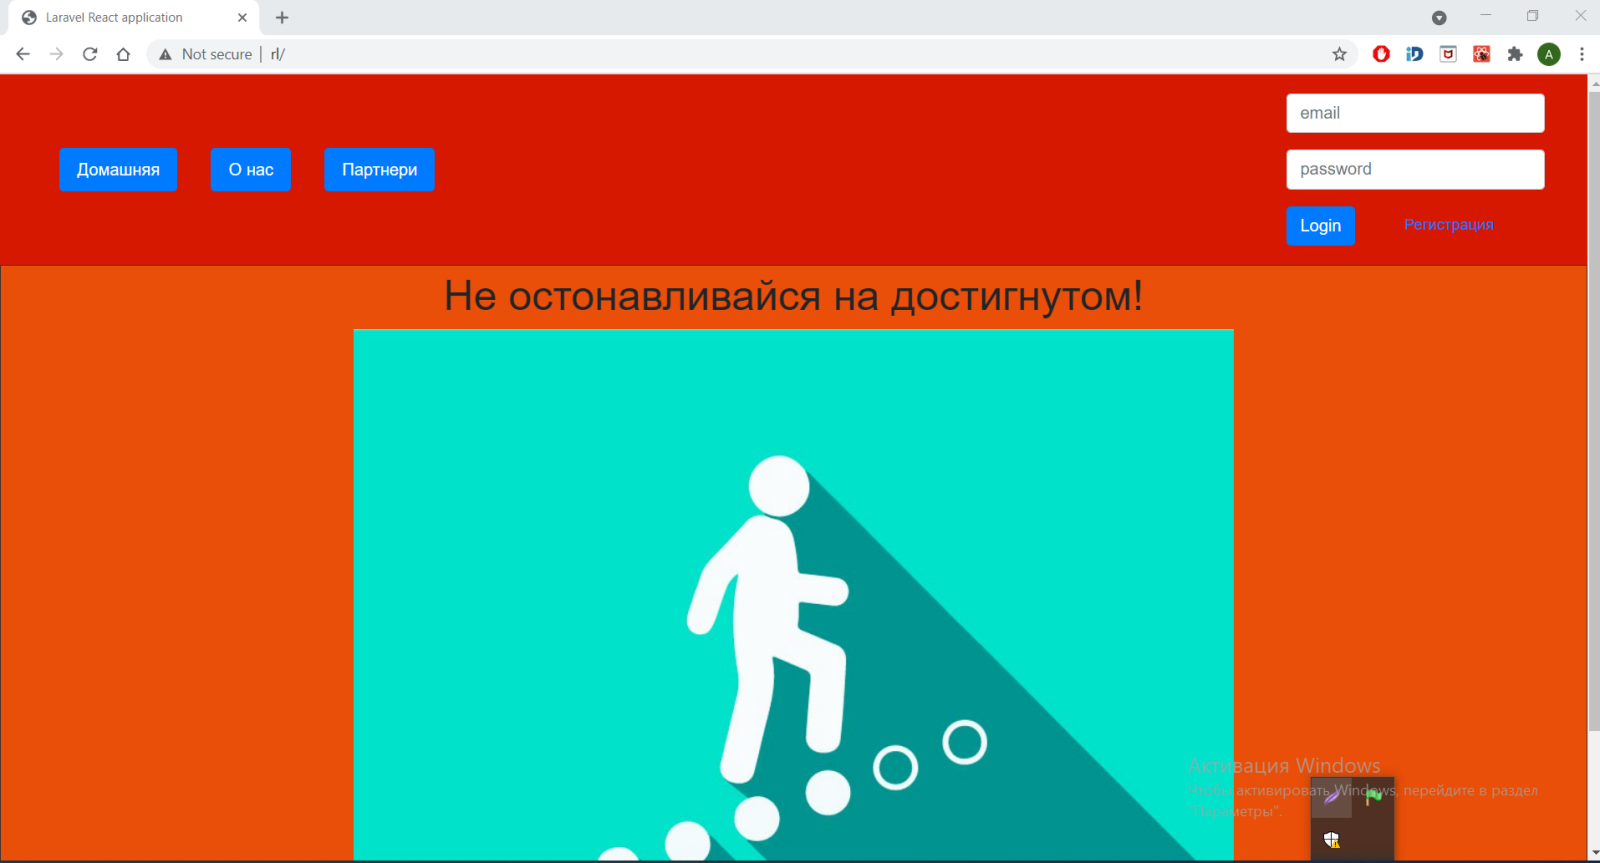 Laravel React application
Not secure | rl/
A
email
password
Домашняя
О нас
Партнери
Login
Регистрация
Не остонавливайся на достигнутом!
Активация Windows
Чтобы активировать Windows, перейдите в раздел
"Параметры".